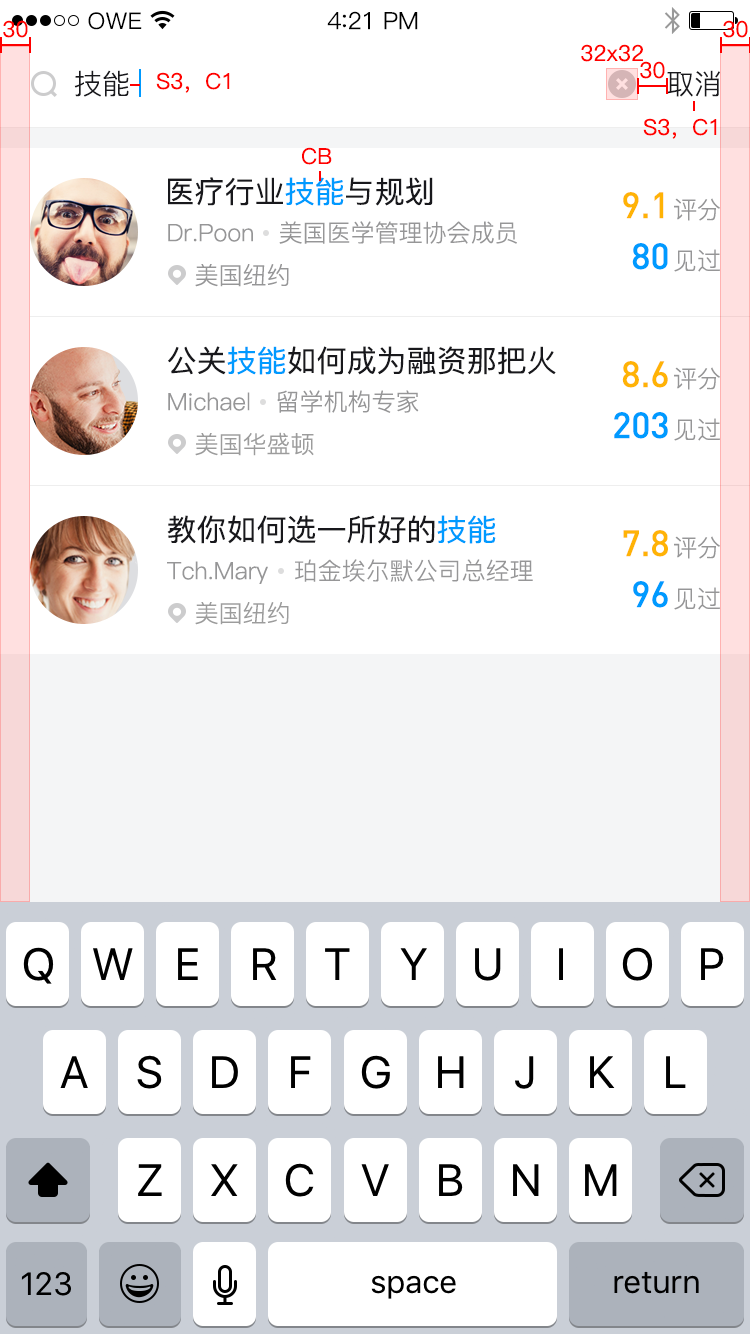 OWE 4:21 PM
30 30
32x32
技能 S3，C1 30 取消
S3，C1
CB
医疗行业技能与规划
9.1 评分
Dr.Poon • 美国医学管理协会成员
80 见过
美国纽约
公关技能如何成为融资那把火
8.6 评分
Michael • 留学机构专家
203 见过
美国华盛顿
教你如何选一所好的技能
7.8 评分
Tch.Mary • 珀金埃尔默公司总经理
96 见过
美国纽约
Q W E R T Y U I O P
A S D F G H J K L
Z X C V B N M
123 space return